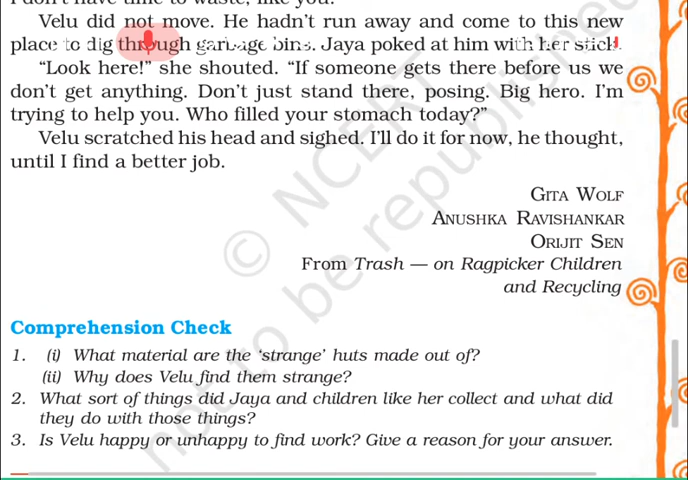 Velu did not move. He hadn't run away and come to this new
place to dig through garbage bins. Jaya poked at him with her stick.
"Look here!" she shouted. "If someone gets there before us we
don't get anything. Don't just stand there, posing. Big hero. I'm
trying to help you. Who filled your stomach today?"
Velu scratched his head and sighed. I'll do it for now, he thought,
until I find a better job.
GITA WOLF
ANUSHKA RAVISHANKAR
ORIJIT SEN
From Trash — on Ragpicker Children
and Recycling
Comprehension Check
1. (i) What material are the 'strange' huts made out of?
(ii) Why does Velu find them strange?
2. What sort of things did Jaya and children like her collect and what did
they do with those things?
3. Is Velu happy or unhappy to find work? Give a reason for your answer.
© NCERT
not to be republished